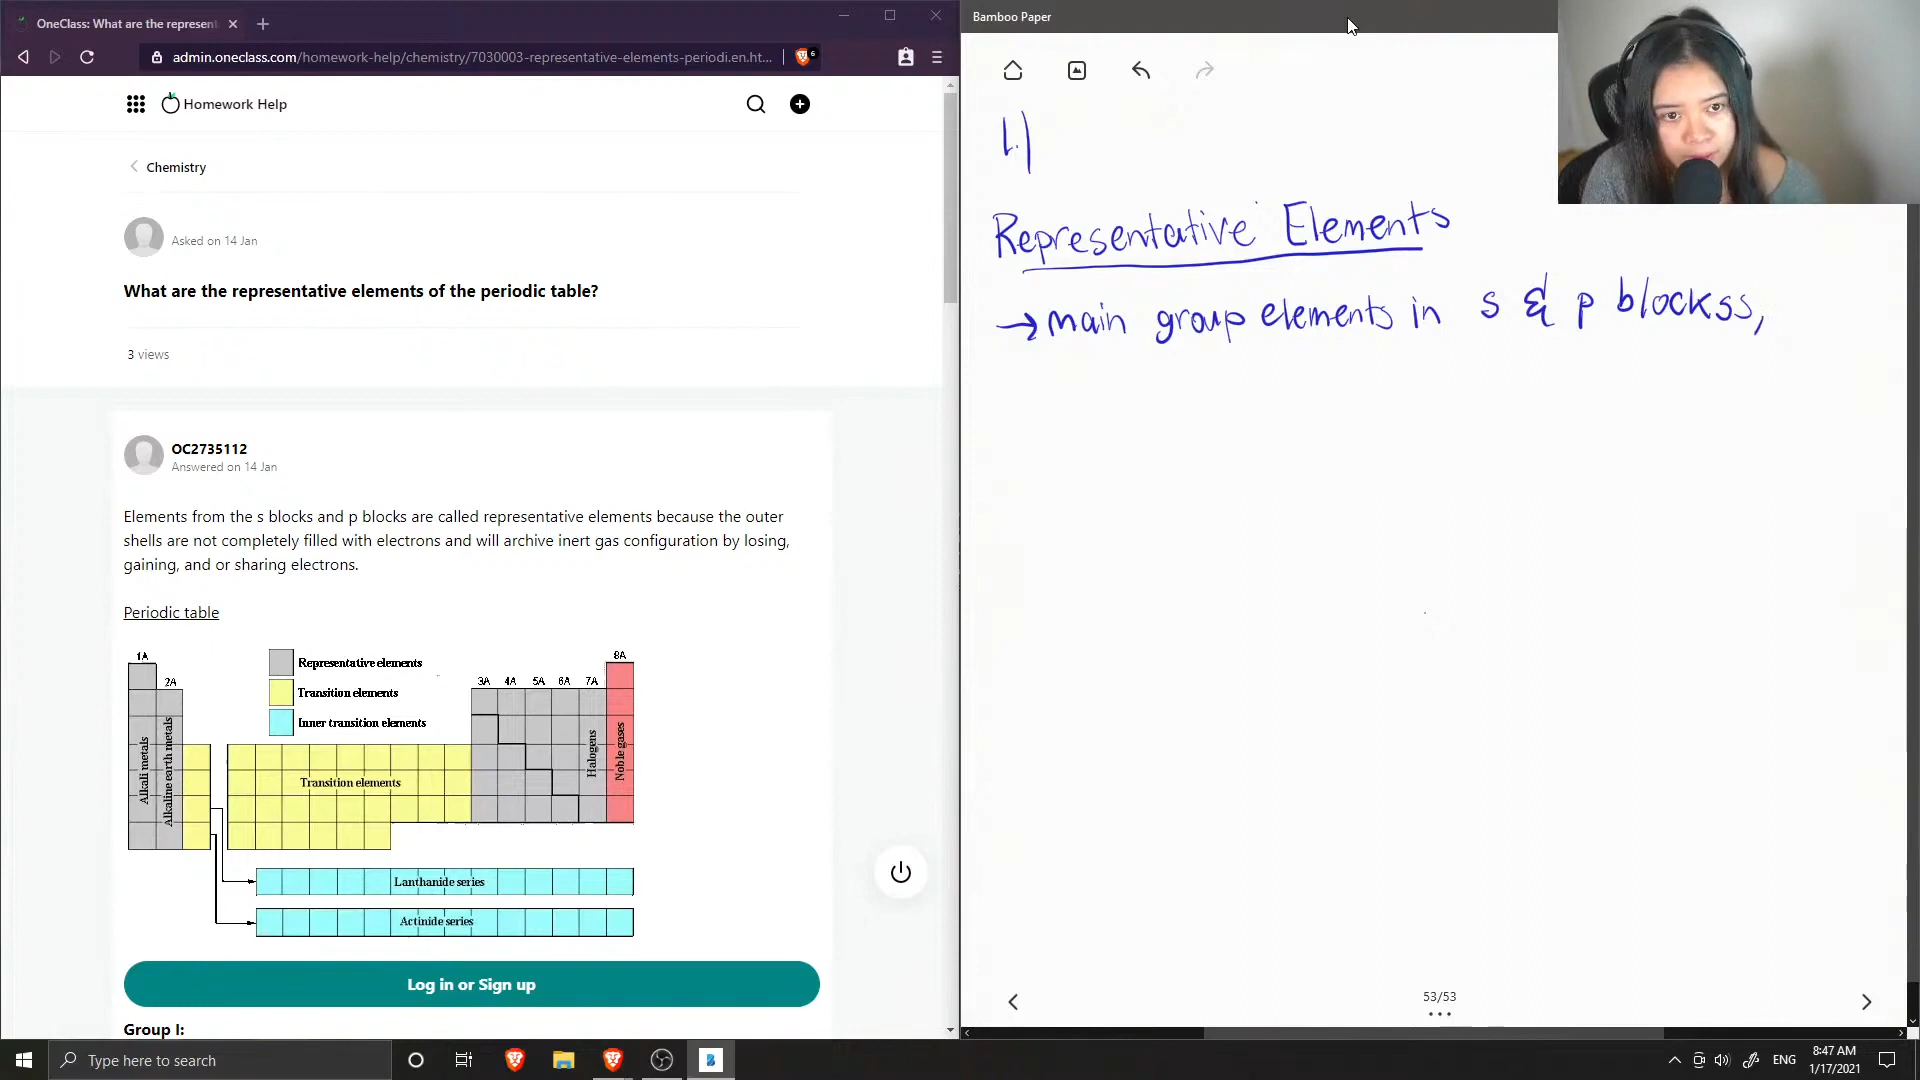 OneClass: What are the represent
Bamboo Paper
admin.oneclass.com/homework-help/chemistry/7030003-representative-elements-periodi.en.ht...
6
Homework Help
Chemistry
Asked on 14 Jan
What are the representative elements of the periodic table?
3 views
OC2735112
Answered on 14 Jan
Elements from the s blocks and p blocks are called representative elements because the outer
shells are not completely filled with electrons and will archive inert gas configuration by losing,
gaining, and or sharing electrons.
Periodic table
1A
2A
Representative elements
Transition elements
Inner transition elements
3A 4A 5A 6A 7A
8A
Alkali metals
Alkaline earth metals
Transition elements
Halogens
Noble gases
Lanthanide series
Actinide series
Log in or Sign up
Group I:
1.)
Representative Elements
→ main group elements in s & p blockss,
53/53
Type here to search
ENG
8:47 AM
1/17/2021